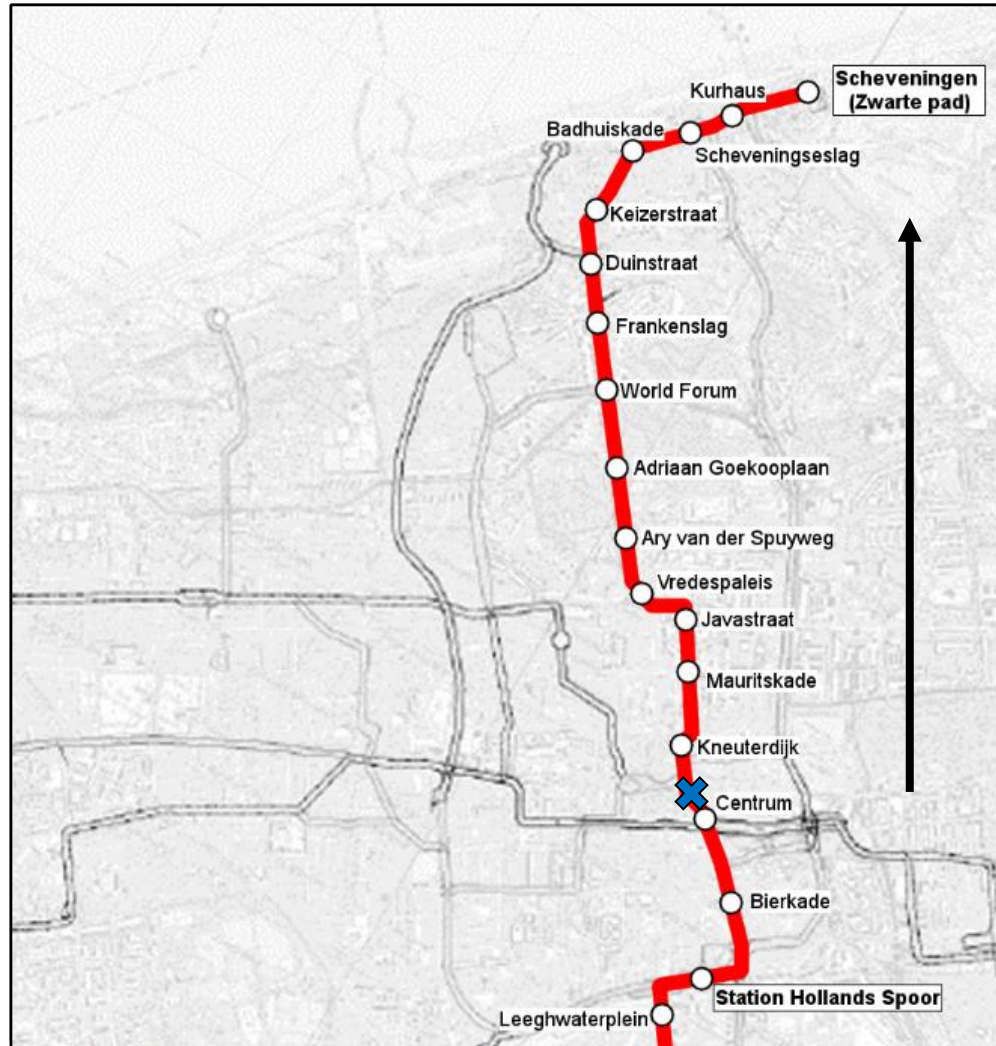 Scheveningen
(Zwarte pad)
Kurhaus
Badhuiskade
Scheveningseslag
Keizerstraat
Duinstraat
Frankenslag
World Forum
Adriaan Goekooplaan
Ary van der Spuyweg
Vredespaleis
Javastraat
Mauritskade
Kneuterdijk
Centrum
Bierkade
Station Hollands Spoor
Leeghwaterplein